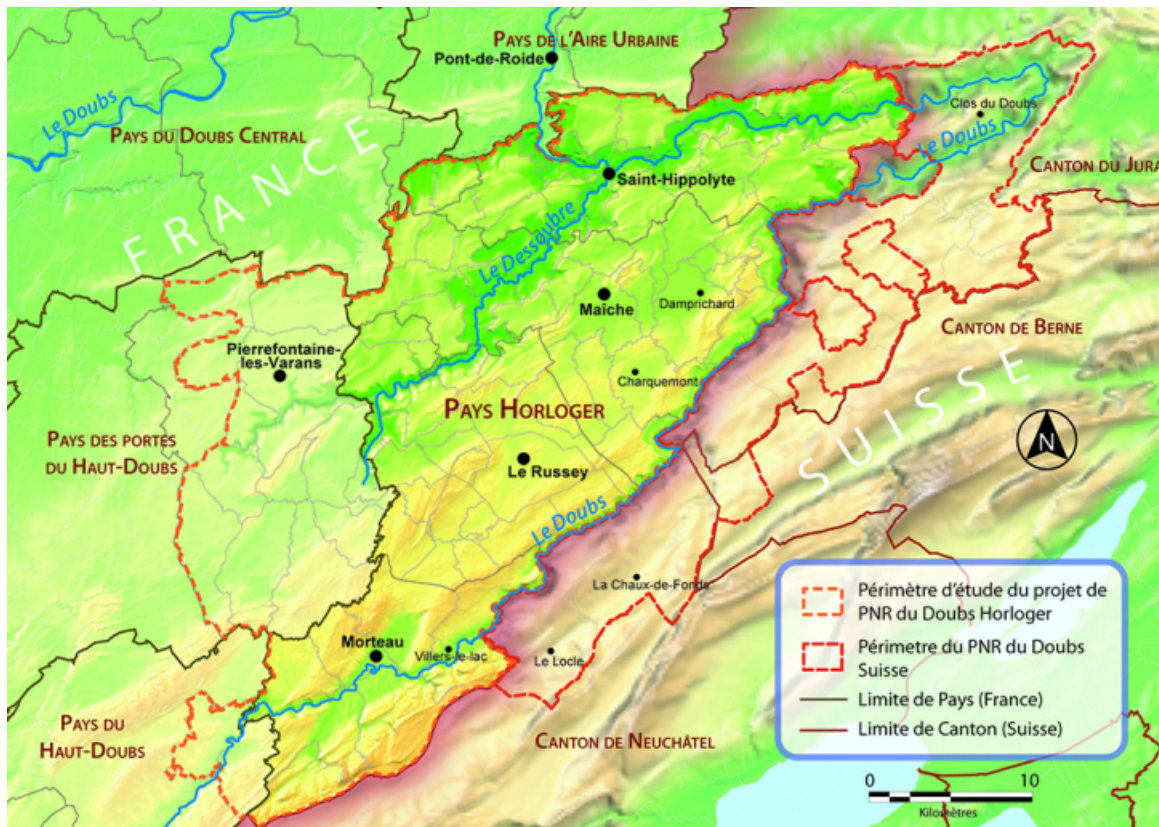 PAYS DE L'AIRE URBAINE
Pont-de-Roide
Le Doubs
PAYS DU DOUBS CENTRAL
FRANCE
Clos du Doubs
Le Doubs
CANTON DU JURA
Saint-Hippolyte
Le Dessoubre
Maîche
Damprichard
CANTON DE BERNE
Pierrefontaine-
les-Varans
Charquemont
SUISSE
PAYS HORLOGER
PAYS DES PORTES
DU HAUT-DOUBS
N
Le Russey
Le Doubs
La Chaux-de-Fonds
Morteau
Villers-le-lac
Le Locle
PAYS DU
HAUT-DOUBS
CANTON DE NEUCHÂTEL
Périmètre d'étude du projet de
PNR du Doubs Horloger
Périmetre du PNR du Doubs
Suisse
Limite de Pays (France)
Limite de Canton (Suisse)
0 10
Kilomètres